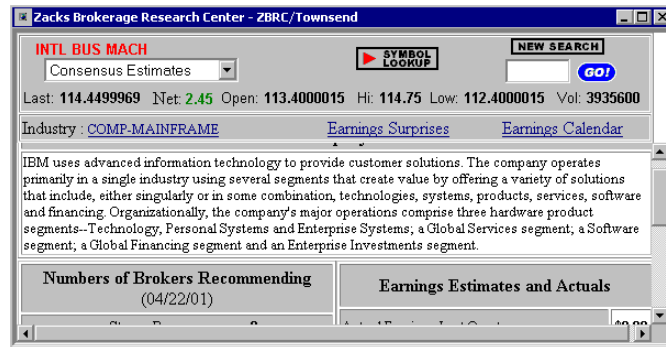 Zacks Brokerage Research Center - ZBRC/Townsend
INTL BUS MACH
Consensus Estimates
SYMBOL
LOOKUP
NEW SEARCH
GO!
Last: 114.4499969 Net: 2.45 Open: 113.4000015 Hi: 114.75 Low: 112.4000015 Vol: 3935600
Industry : COMP-MAINFRAME Earnings Surprises Earnings Calendar
IBM uses advanced information technology to provide customer solutions. The company operates
primarily in a single industry using several segments that create value by offering a variety of solutions
that include, either singularly or in some combination, technologies, systems, products, services, software
and financing. Organizationally, the company's major operations comprise three hardware product
segments--Technology, Personal Systems and Enterprise Systems; a Global Services segment; a Software
segment; a Global Financing segment and an Enterprise Investments segment.
Numbers of Brokers Recommending
(04/22/01)
Earnings Estimates and Actuals